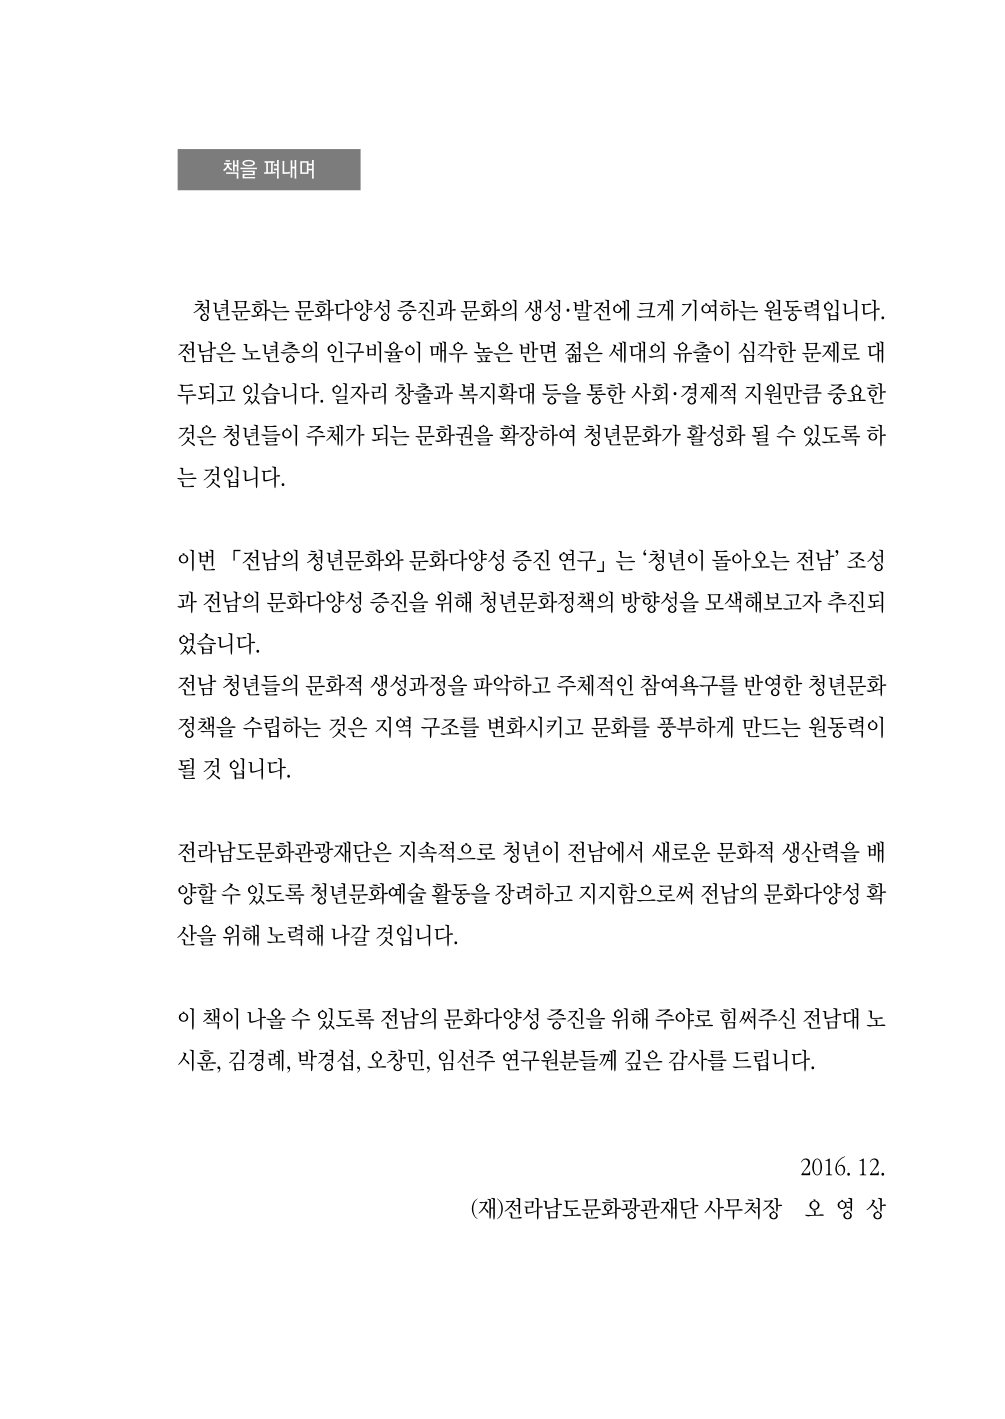 책을 펴내며
청년문화는 문화다양성 증진과 문화의 생성·발전에 크게 기여하는 원동력입니다.
전남은 노년층의 인구비율이 매우 높은 반면 젊은 세대의 유출이 심각한 문제로 대
두되고 있습니다. 일자리 창출과 복지확대 등을 통한 사회·경제적 지원만큼 중요한
것은 청년들이 주체가 되는 문화권을 확장하여 청년문화가 활성화 될 수 있도록 하
는 것입니다.
이번 「전남의 청년문화와 문화다양성 증진 연구」는 ‘청년이 돌아오는 전남’ 조성
과 전남의 문화다양성 증진을 위해 청년문화정책의 방향성을 모색해보고자 추진되
었습니다.
전남 청년들의 문화적 생성과정을 파악하고 주체적인 참여욕구를 반영한 청년문화
정책을 수립하는 것은 지역 구조를 변화시키고 문화를 풍부하게 만드는 원동력이
될 것 입니다.
전라남도문화관광재단은 지속적으로 청년이 전남에서 새로운 문화적 생산력을 배
양할 수 있도록 청년문화예술 활동을 장려하고 지지함으로써 전남의 문화다양성 확
산을 위해 노력해 나갈 것입니다.
이 책이 나올 수 있도록 전남의 문화다양성 증진을 위해 주야로 힘써주신 전남대 노
시훈, 김경례, 박경섭, 오창민, 임선주 연구원분들께 깊은 감사를 드립니다.
2016. 12.
(재)전라남도문화광관재단 사무처장 오 영 상